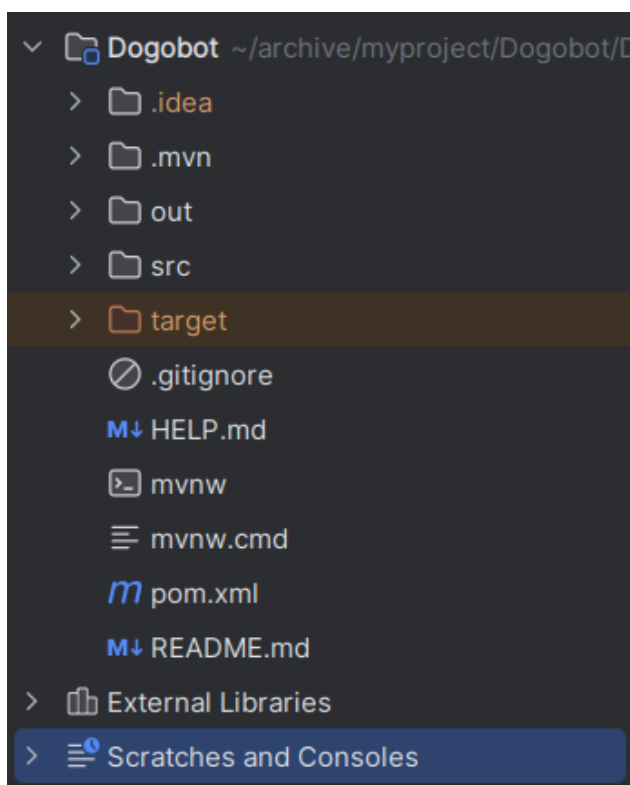 Dogobot ~/archive/myproject/Dogobot/D
.idea
.mvn
out
src
target
.gitignore
M↓ HELP.md
mvnw
mvnw.cmd
m pom.xml
M↓ README.md
External Libraries
Scratches and Consoles